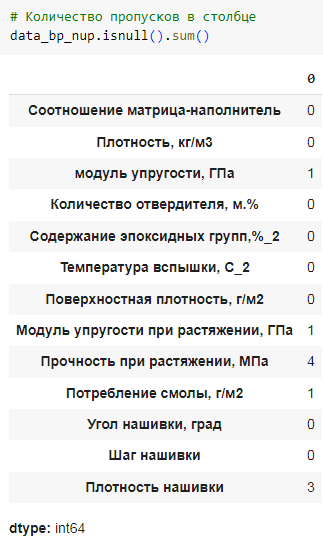 # Количество пропусков в столбце
data_bp_nup.isnull().sum()
0
Соотношение матрица-наполнитель 0
Плотность, кг/м3 0
модуль упругости, ГПа 1
Количество отвердителя, м.% 0
Содержание эпоксидных групп,%_2 0
Температура вспышки, С_2 0
Поверхностная плотность, г/м2 0
Модуль упругости при растяжении, ГПа 1
Прочность при растяжении, МПа 4
Потребление смолы, г/м2 1
Угол нашивки, град 0
Шаг нашивки 0
Плотность нашивки 3
dtype: int64